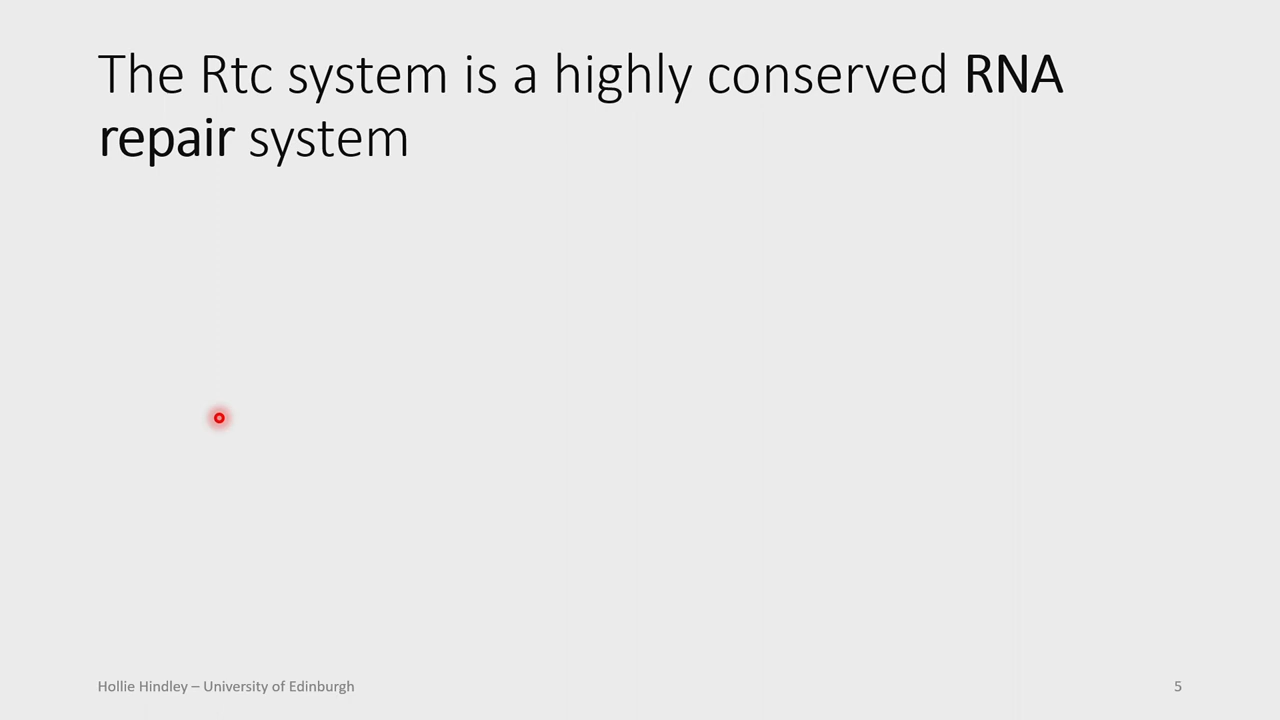 The Rtc system is a highly conserved RNA
repair system
Hollie Hindley – University of Edinburgh
5